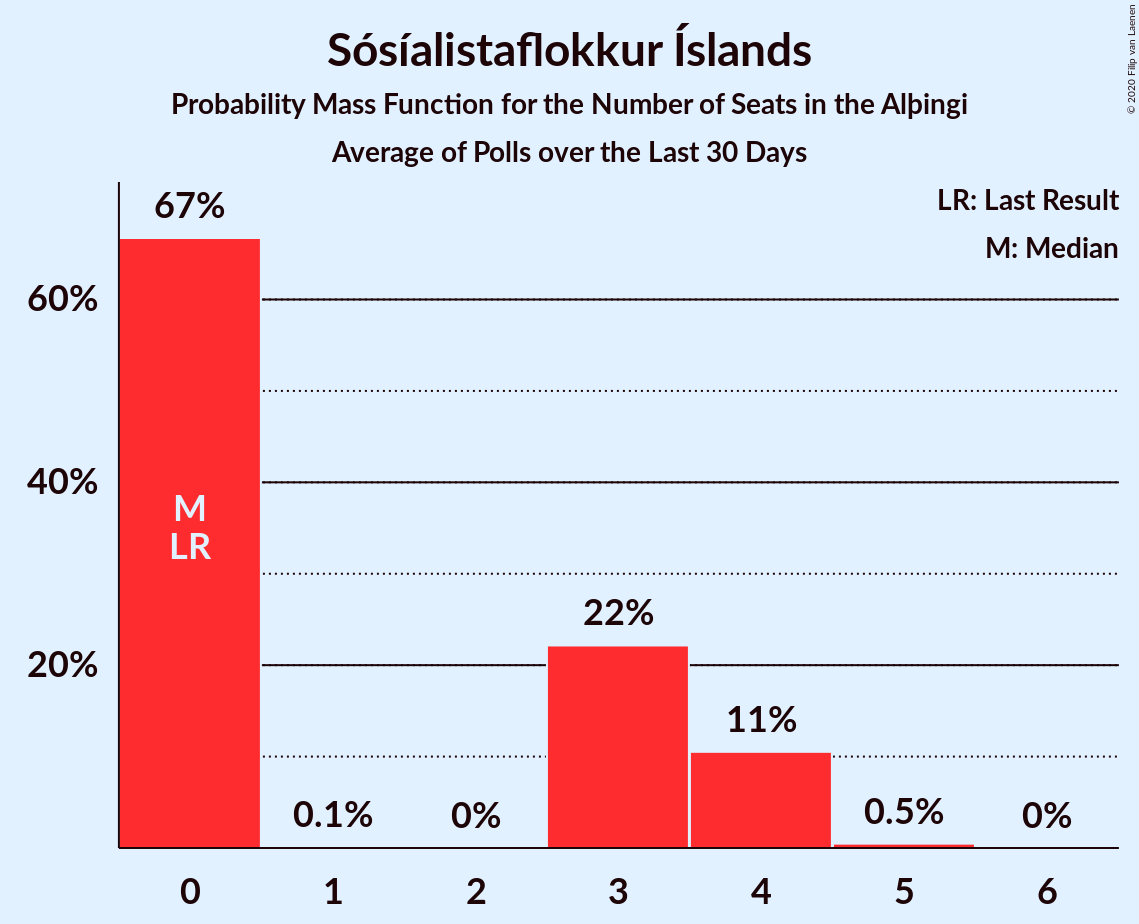 Sósíalistaflokkur Íslands
Probability Mass Function for the Number of Seats in the Alþingi
Average of Polls over the Last 30 Days
© 2020 Filip van Laenen
LR: Last Result
M: Median
67%
60%
40%
M
LR
22%
20%
11%
0.1%
0%
0.5%
0%
0 1 2 3 4 5 6